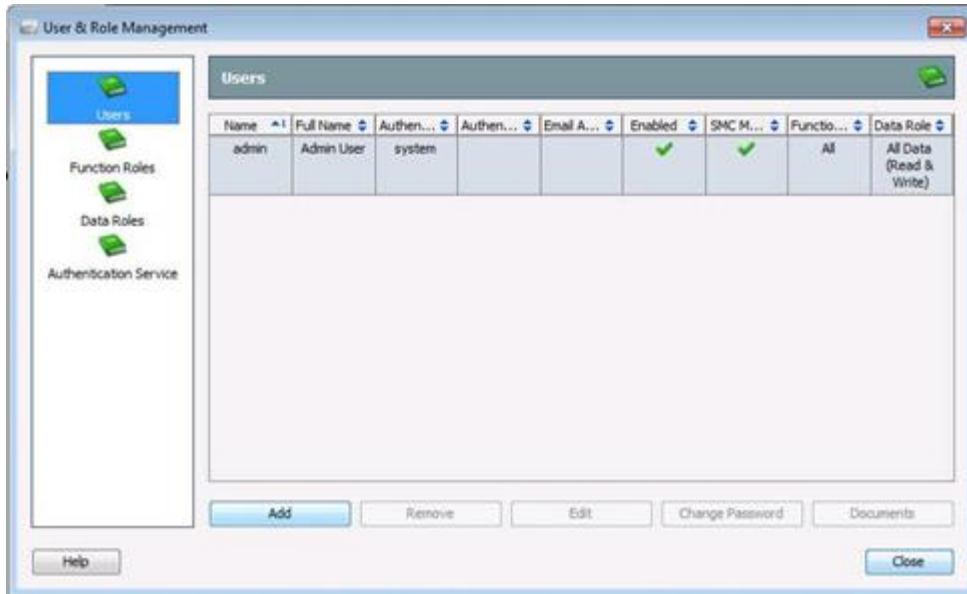 User & Role Management
Users
Function Roles
Data Roles
Authentication Service
Users
Name Full Name Authen... Authen... Email A... Enabled SMC M... Functio... Data Role
admin Admin User system All All Data
(Read &
Write)
Add Remove Edit Change Password Documents
Help Close